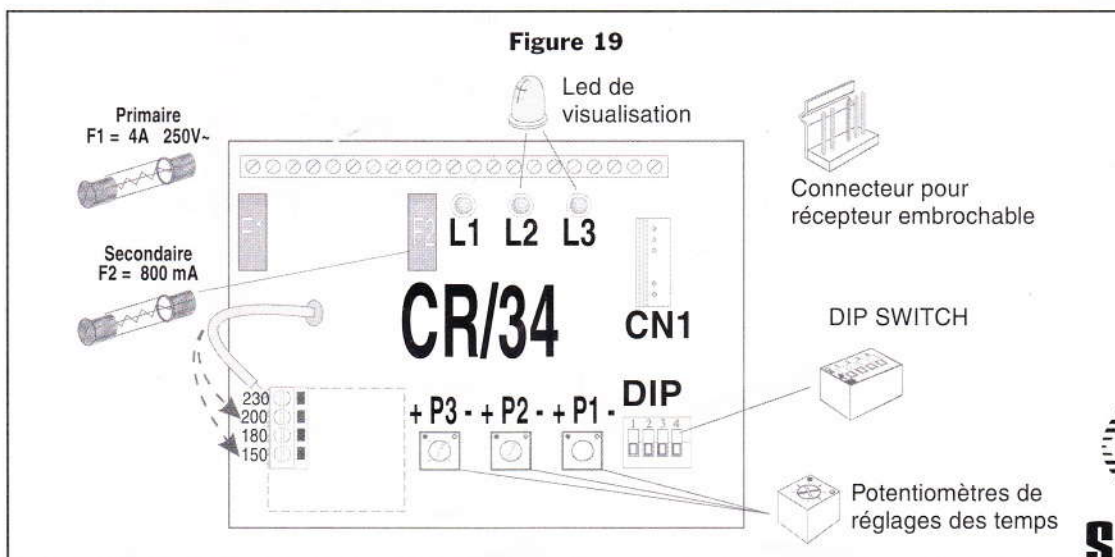 Figure 19
Led de
visualisation
Primaire
F1 = 4A 250V~
Connecteur pour
récepteur embrochable
L1 L2 L3
Secondaire
F2 = 800 mA
CR/34
CN1
DIP SWITCH
230
200
180
150
+ P3 - + P2 - + P1 -
DIP
1 2 3 4
Potentiomètres de
réglages des temps
S